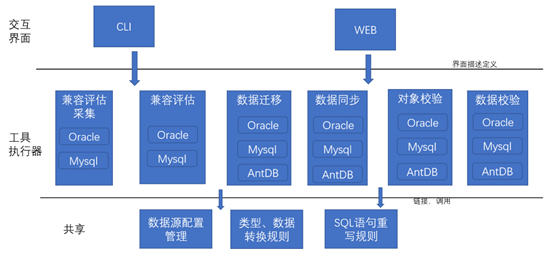 交互
界面
CLI
WEB
界面描述定义
工具
执行器
兼容评估
采集
Oracle
Mysql
兼容评估
Oracle
Mysql
数据迁移
Oracle
Mysql
AntDB
数据同步
Oracle
Mysql
AntDB
对象校验
Oracle
Mysql
AntDB
数据校验
Oracle
Mysql
AntDB
链接、调用
共享
数据源配置
管理
类型、数据
转换规则
SQL语句重
写规则